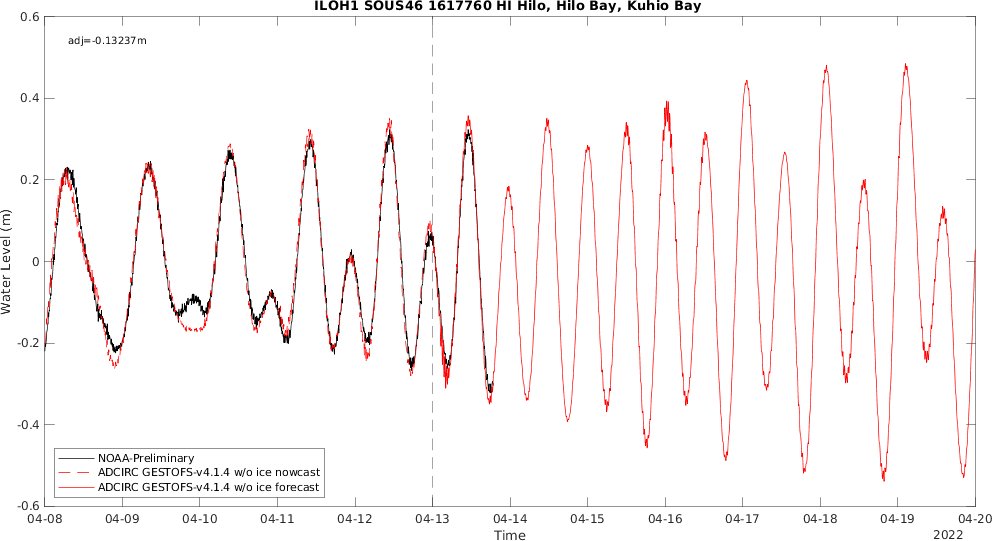 ILOH1 SOUS46 1617760 HI Hilo, Hilo Bay, Kuhio Bay
adj=-0.13237m
0.6
0.4
0.2
0
-0.2
-0.4
-0.6
Water Level (m)
NOAA-Preliminary
ADCIRC GESTOFS-v4.1.4 w/o ice nowcast
ADCIRC GESTOFS-v4.1.4 w/o ice forecast
04-08 04-09 04-10 04-11 04-12 04-13 04-14 04-15 04-16 04-17 04-18 04-19 04-20
Time
2022